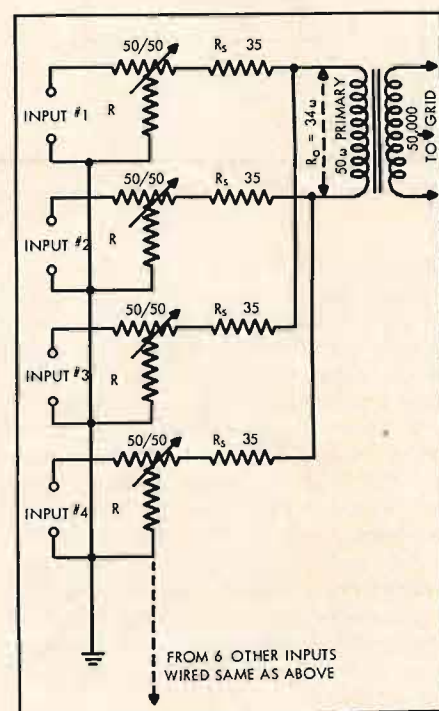 50/50 Rs 35
INPUT #1
R
50/50 Rs 35
INPUT #2
R
50/50 Rs 35
INPUT #3
R
50/50 Rs 35
INPUT #4
R
Ro = 34ω
50ω PRIMARY
50,000
TO GRID
FROM 6 OTHER INPUTS
WIRED SAME AS ABOVE